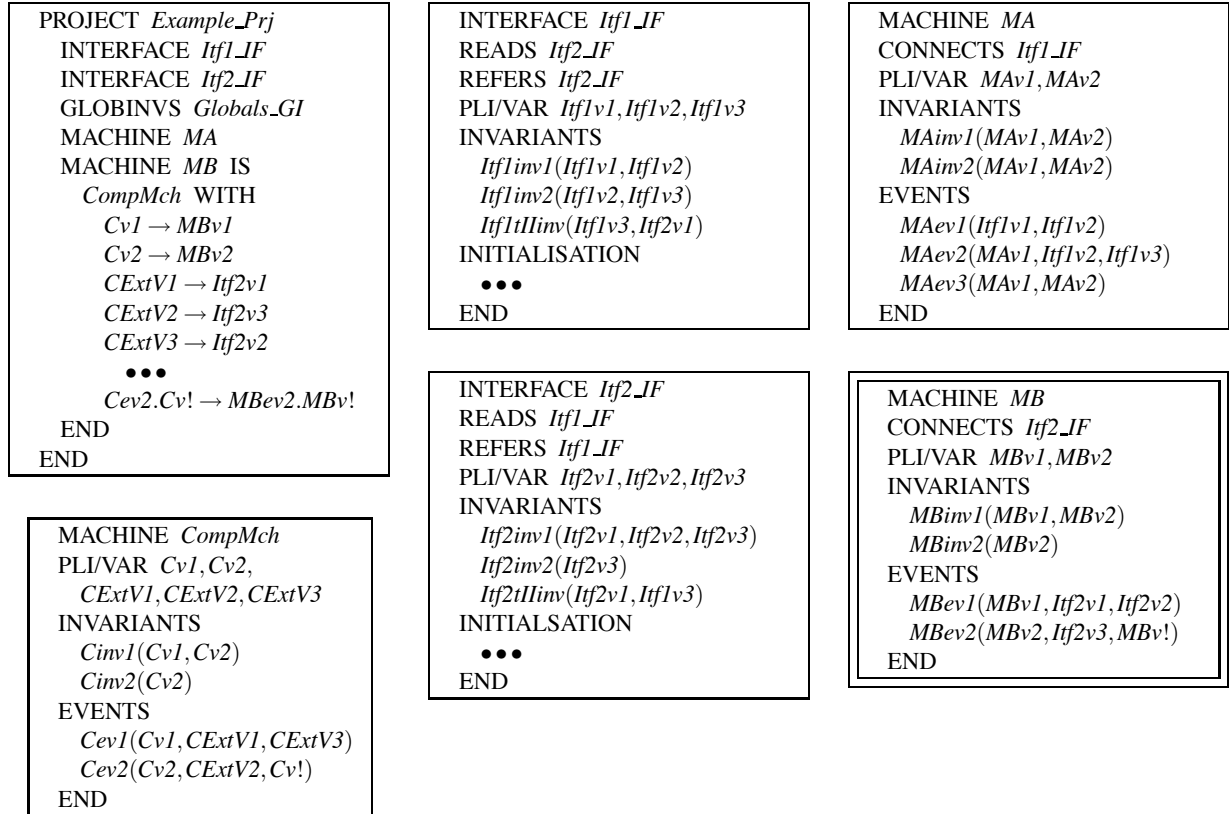 PROJECT Example_Prj
INTERFACE Itf1_IF
INTERFACE Itf2_IF
GLOBINVS Globals_GI
MACHINE MA
MACHINE MB IS
CompMch WITH
Cv1 → MBv1
Cv2 → MBv2
CExtV1 → Itf2v1
CExtV2 → Itf2v3
CExtV3 → Itf2v2
•••
Cev2.Cv! → MBev2.MBv!
END
END
MACHINE CompMch
PLI/VAR Cv1,Cv2,
CExtV1,CExtV2,CExtV3
INVARIANTS
Cinv1(Cv1,Cv2)
Cinv2(Cv2)
EVENTS
Cev1(Cv1,CExtV1,CExtV3)
Cev2(Cv2,CExtV2,Cv!)
END
INTERFACE Itf1_IF
READS Itf2_IF
REFERS Itf2_IF
PLI/VAR Itf1v1,Itf1v2,Itf1v3
INVARIANTS
Itf1inv1(Itf1v1,Itf1v2)
Itf1inv2(Itf1v2,Itf1v3)
Itf1tIIinv(Itf1v3,Itf2v1)
INITIALISATION
•••
END
INTERFACE Itf2_IF
READS Itf1_IF
REFERS Itf1_IF
PLI/VAR Itf2v1,Itf2v2,Itf2v3
INVARIANTS
Itf2inv1(Itf2v1,Itf2v2,Itf2v3)
Itf2inv2(Itf2v3)
Itf2tIIinv(Itf2v1,Itf1v3)
INITIALSATION
•••
END
MACHINE MA
CONNECTS Itf1_IF
PLI/VAR MAv1,MAv2
INVARIANTS
MAinv1(MAv1,MAv2)
MAinv2(MAv1,MAv2)
EVENTS
MAev1(Itf1v1,Itf1v2)
MAev2(MAv1,Itf1v2,Itf1v3)
MAev3(MAv1,MAv2)
END
MACHINE MB
CONNECTS Itf2_IF
PLI/VAR MBv1,MBv2
INVARIANTS
MBinv1(MBv1,MBv2)
MBinv2(MBv2)
EVENTS
MBev1(MBv1,Itf2v1,Itf2v2)
MBev2(MBv2,Itf2v3,MBv!)
END